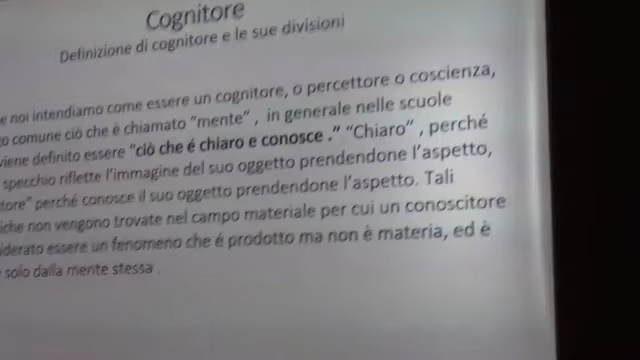 Cognitore
Definizione di cognitore e le sue divisioni
e noi intendiamo come essere un cognitore, o percettore o coscienza,
o comune ciò che è chiamato "mente" , in generale nelle scuole
viene definito essere "ciò che é chiaro e conosce ." "Chiaro" , perché
specchio riflette l'immagine del suo oggetto prendendone l'aspetto,
tore" perché conosce il suo oggetto prendendone l'aspetto. Tali
iche non vengono trovate nel campo materiale per cui un conoscitore
siderato essere un fenomeno che é prodotto ma non è materia, ed è
solo dalla mente stessa .